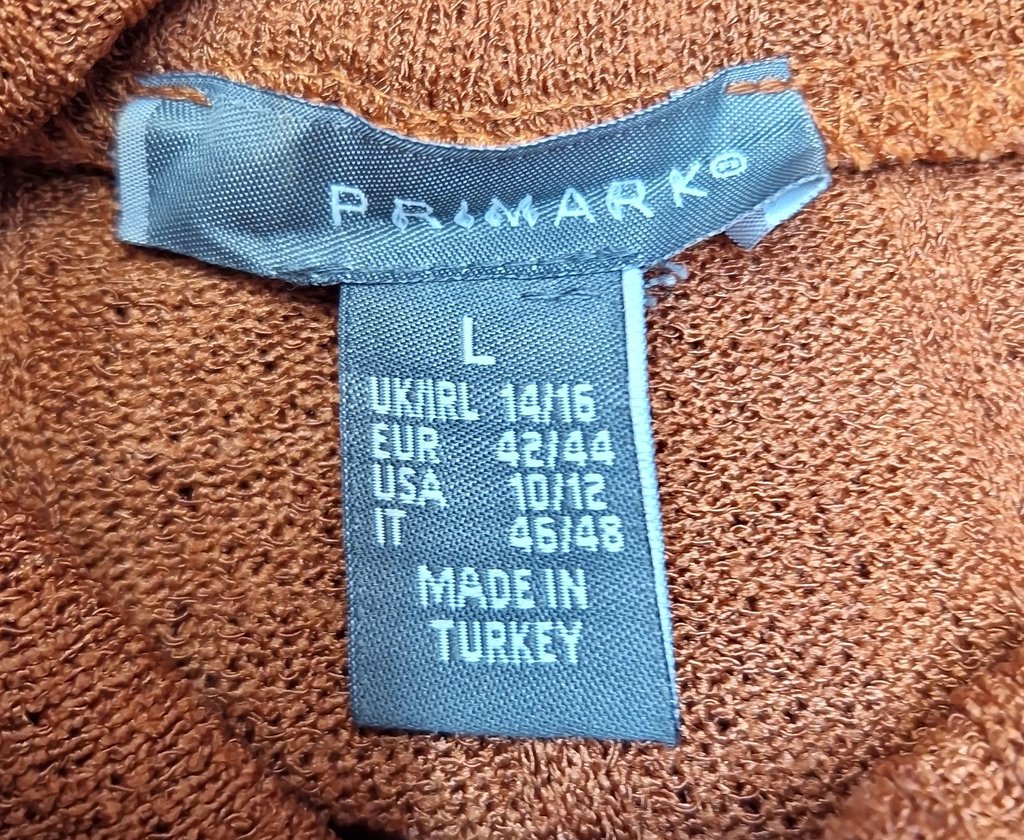 PRIMARK®
L
UK/IRL 14/16
EUR 42/44
USA 10/12
IT 46/48
MADE IN
TURKEY